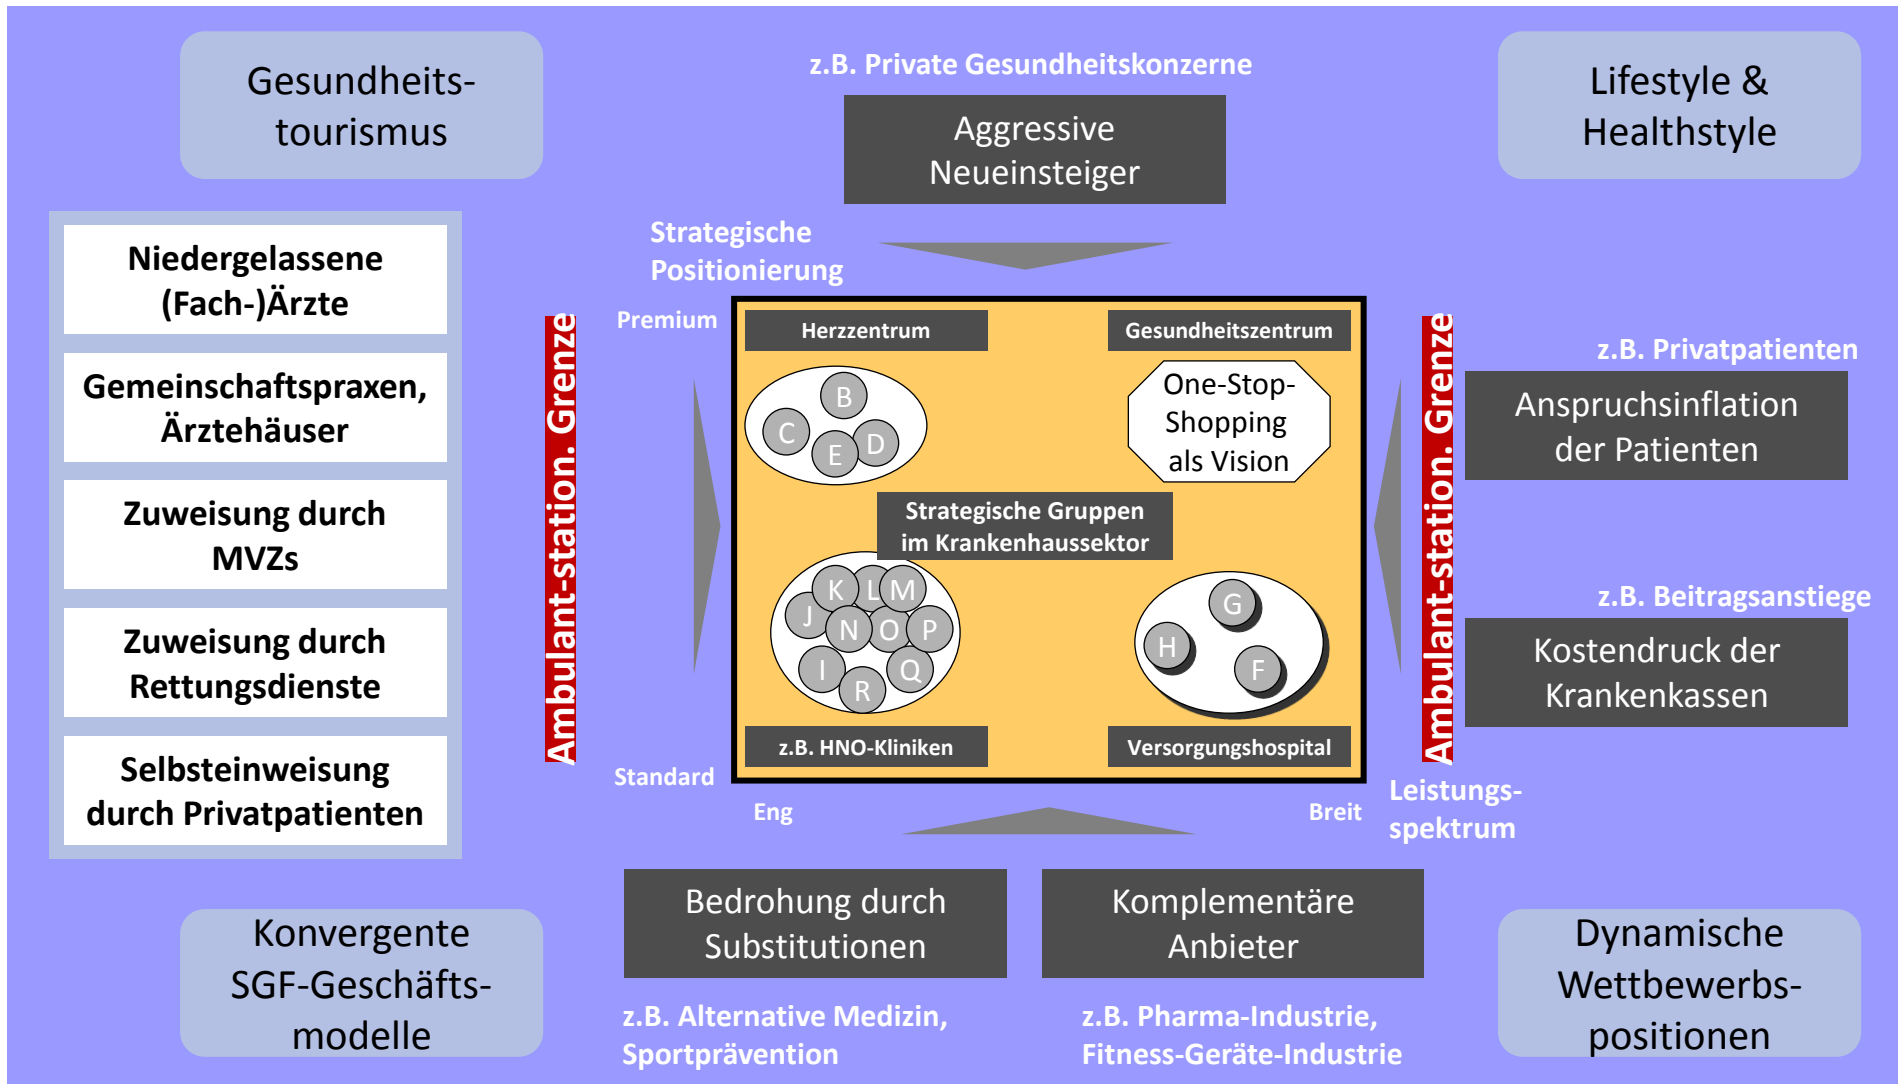 Gesundheits-
tourismus
z.B. Private Gesundheitskonzerne
Aggressive
Neueinsteiger
Lifestyle &
Healthstyle
Niedergelassene
(Fach-)Ärzte
Gemeinschaftspraxen,
Ärztehäuser
Zuweisung durch
MVZs
Zuweisung durch
Rettungsdienste
Selbsteinweisung
durch Privatpatienten
Ambulant-station. Grenze
Strategische
Positionierung
Premium
Standard
Herzzentrum
B
C
E
D
Gesundheitszentrum
One-Stop-
Shopping
als Vision
Strategische Gruppen
im Krankenhaussektor
K
L
M
J
N
O
P
I
Q
R
z.B. HNO-Kliniken
G
H
F
Versorgungshospital
Eng
Breit
Leistungs-
spektrum
Ambulant-station. Grenze
z.B. Privatpatienten
Anspruchsinflation
der Patienten
z.B. Beitragsanstiege
Kostendruck der
Krankenkassen
Konvergente
SGF-Geschäfts-
modelle
Bedrohung durch
Substitutionen
z.B. Alternative Medizin,
Sportprävention
Komplementäre
Anbieter
z.B. Pharma-Industrie,
Fitness-Geräte-Industrie
Dynamische
Wettbewerbs-
positionen